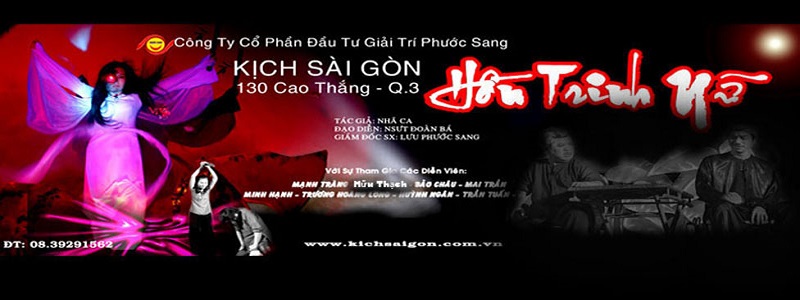 Công Ty Cổ Phần Đầu Tư Giải Trí Phước Sang
KỊCH SÀI GÒN
130 Cao Thắng - Q.3
Hồn Trinh Nữ
TÁC GIẢ: NHÃ CA
ĐẠO DIỄN: NSƯT ĐOÀN BÁ
GIÁM ĐỐC SX: LƯU PHƯỚC SANG
Với Sự Tham Gia Các Diễn Viên:
MẠNH TRÀNG Hữu Thạch BẢO CHÂU - MAI TRẦN
MINH HẠNH - TRƯƠNG HOÀNG LONG - HUỲNH NGÂN - TRẦN TUẤN -
ĐT: 08.39291562
www.kichsaigon.com.vn